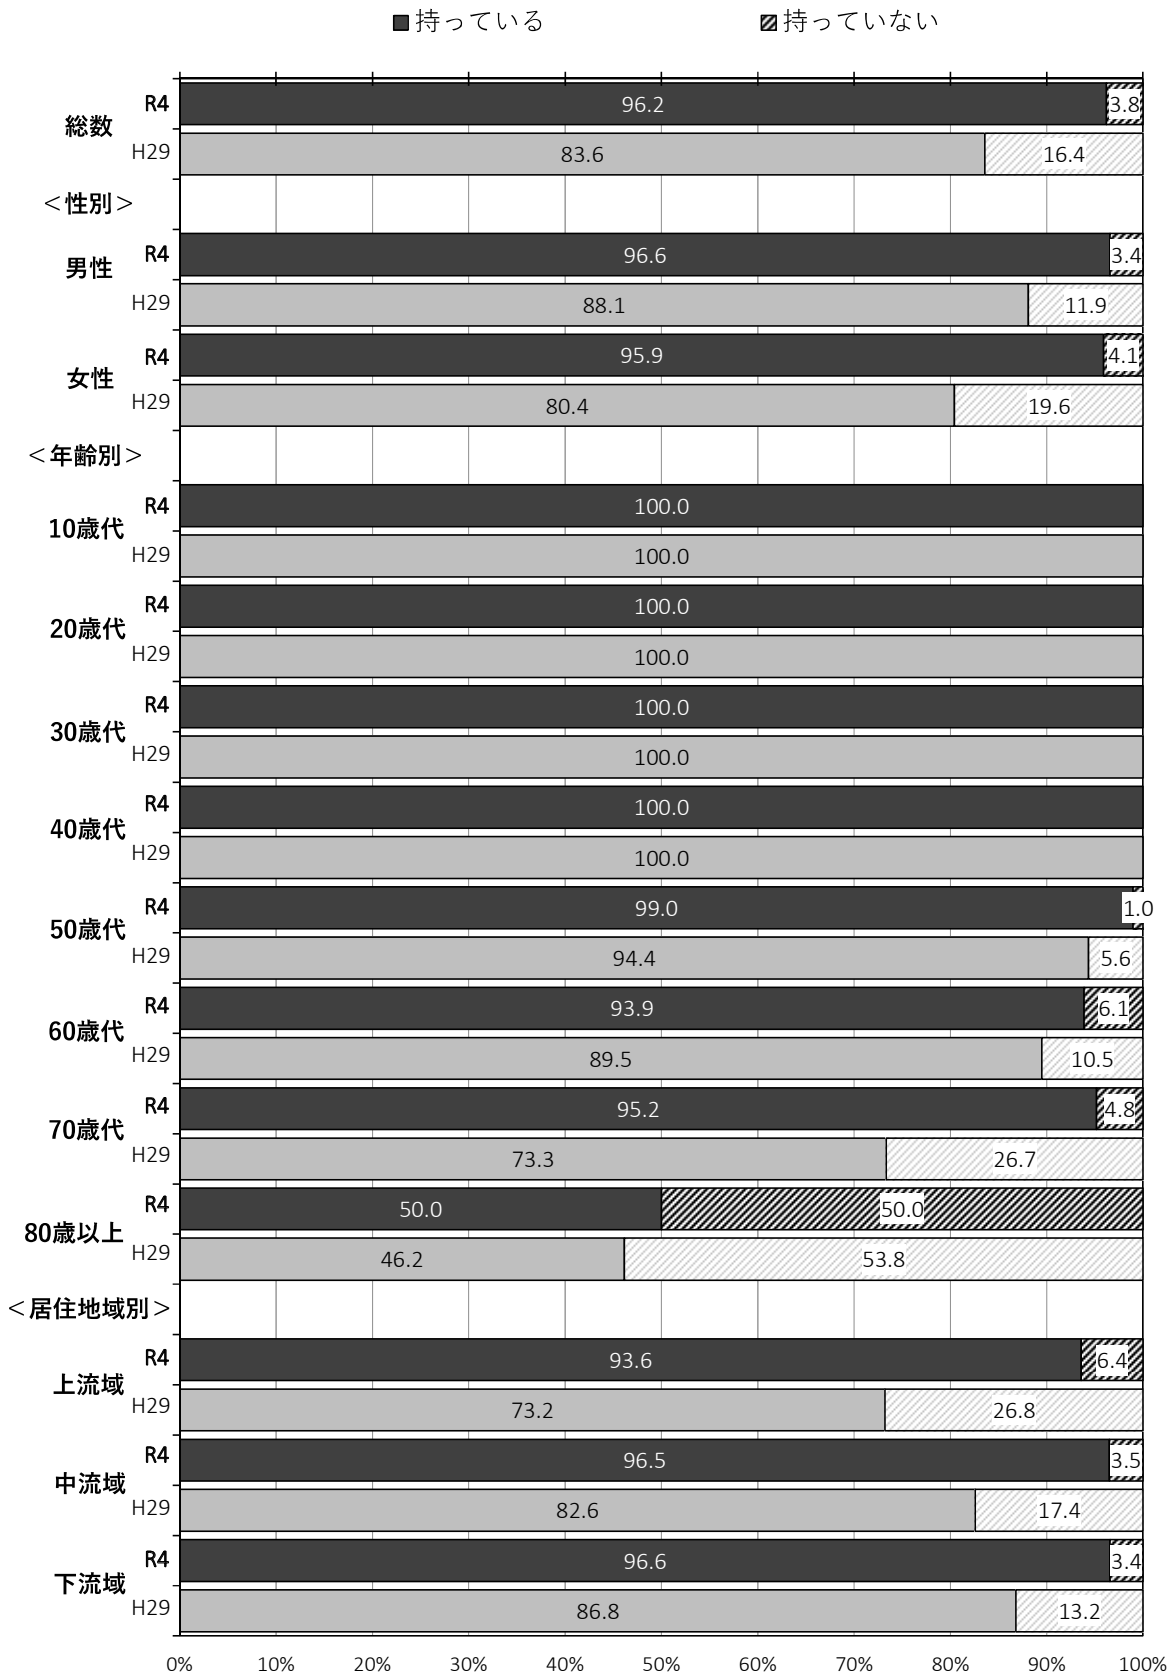 持っている 持っていない
総数
R4 96.2 3.8
H29 83.6 16.4
＜性別＞
男性
R4 96.6 3.4
H29 88.1 11.9
女性
R4 95.9 4.1
H29 80.4 19.6
＜年齢別＞
10歳代
R4 100.0
H29 100.0
20歳代
R4 100.0
H29 100.0
30歳代
R4 100.0
H29 100.0
40歳代
R4 100.0
H29 100.0
50歳代
R4 99.0 1.0
H29 94.4 5.6
60歳代
R4 93.9 6.1
H29 89.5 10.5
70歳代
R4 95.2 4.8
H29 73.3 26.7
80歳以上
R4 50.0 50.0
H29 46.2 53.8
＜居住地域別＞
上流域
R4 93.6 6.4
H29 73.2 26.8
中流域
R4 96.5 3.5
H29 82.6 17.4
下流域
R4 96.6 3.4
H29 86.8 13.2
0% 10% 20% 30% 40% 50% 60% 70% 80% 90% 100%